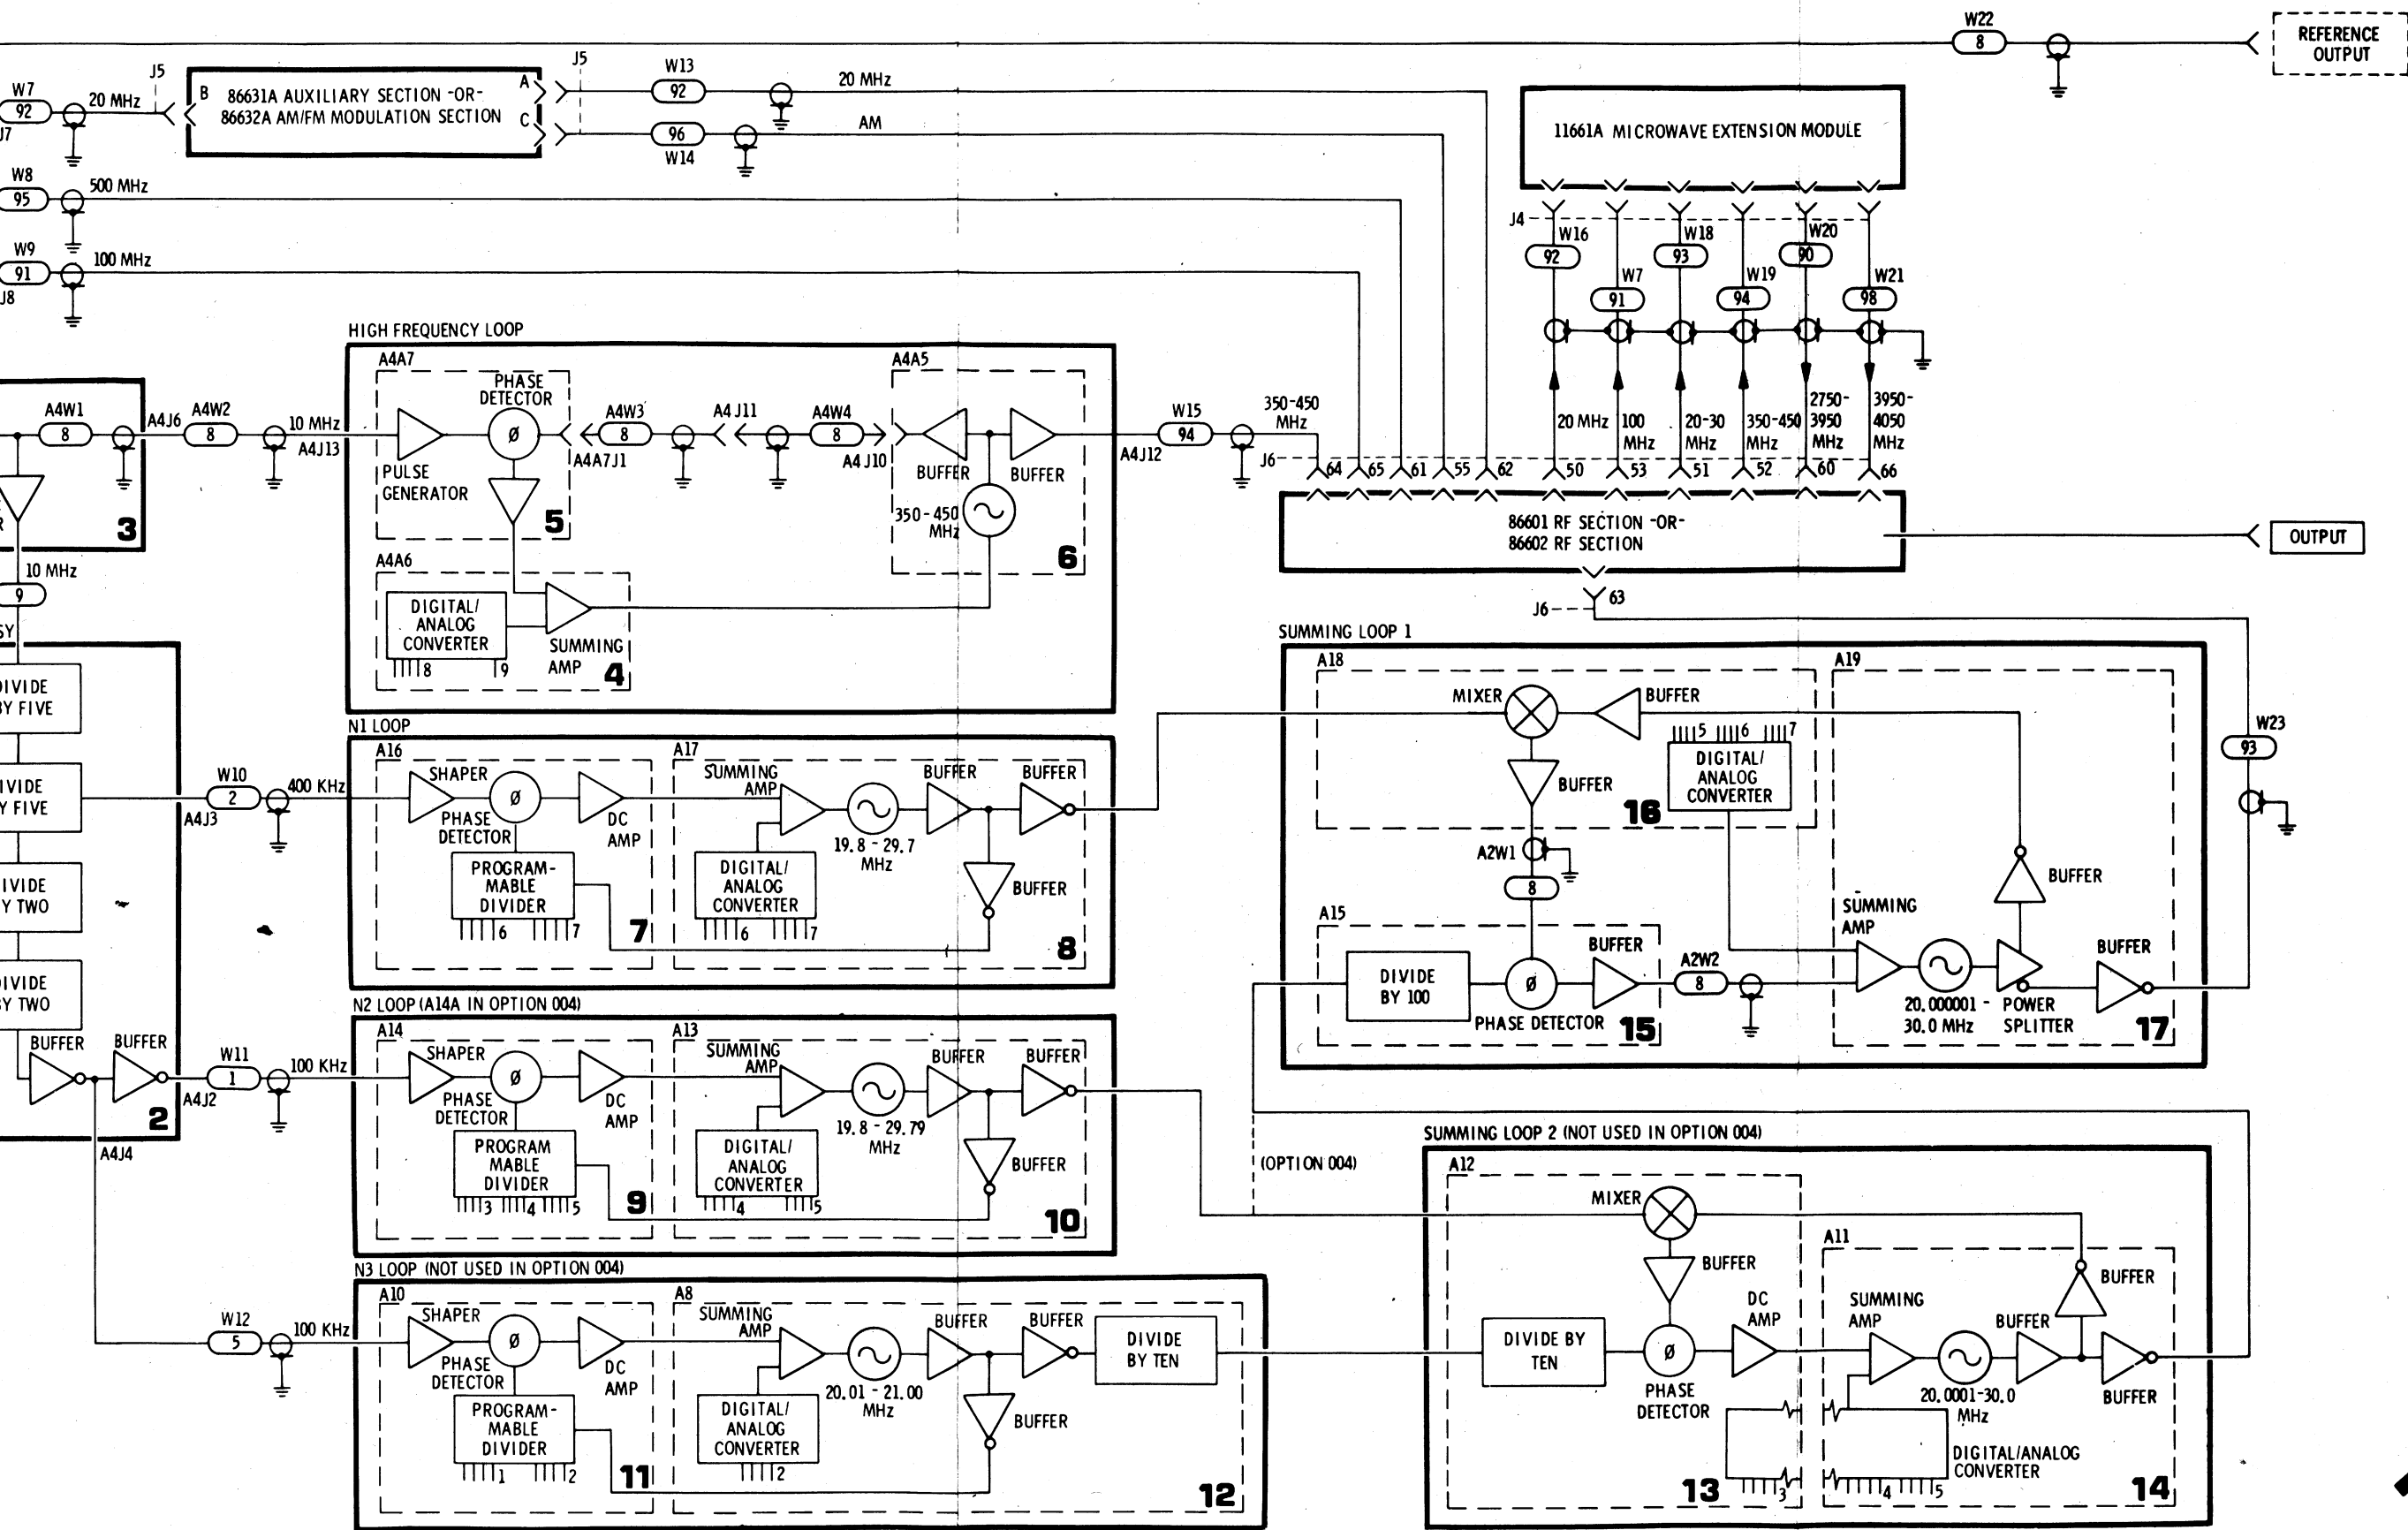 W22
8
REFERENCE
OUTPUT
W7
92
J7
20 MHz
J5
B
86631A AUXILIARY SECTION -OR-
86632A AM/FM MODULATION SECTION
A
C
J5
W13
92
20 MHz
96
W14
AM
W8
95
500 MHz
W9
91
J8
100 MHz
11661A MICROWAVE EXTENSION MODULE
J4
W16
92
W7
91
W18
93
W19
94
W20
90
W21
98
20 MHz
100
MHz
20-30
MHz
350-450
MHz
2750-
3950
MHz
3950-
4050
MHz
J6
64
65
61
55
62
50
53
51
52
60
66
86601 RF SECTION -OR-
86602 RF SECTION
OUTPUT
J6
63
HIGH FREQUENCY LOOP
A4W1
8
A4J6
A4W2
8
10 MHz
A4J13
3
R
10 MHz
9
A4A7
PHASE
DETECTOR
Ø
PULSE
GENERATOR
5
A4W3
8
A4A7J1
A4J11
A4W4
8
A4J10
A4A5
BUFFER
BUFFER
350-450
MHz
6
A4J12
W15
94
350-450
MHz
A4A6
DIGITAL/
ANALOG
CONVERTER
8
9
SUMMING
AMP
4
SY
DIVIDE
BY FIVE
IVIDE
Y FIVE
IVIDE
Y TWO
IVIDE
BY TWO
BUFFER
BUFFER
2
W10
2
A4J3
400 KHz
W11
1
A4J2
100 KHz
A4J4
W12
5
100 KHz
N1 LOOP
A16
SHAPER
Ø
PHASE
DETECTOR
DC
AMP
PROGRAM-
MABLE
DIVIDER
6
7
7
A17
SUMMING
AMP
19.8 - 29.7
MHz
BUFFER
BUFFER
DIGITAL/
ANALOG
CONVERTER
6
7
BUFFER
8
N2 LOOP (A14A IN OPTION 004)
A14
SHAPER
Ø
PHASE
DETECTOR
DC
AMP
PROGRAM
MABLE
DIVIDER
3
4
5
9
A13
SUMMING
AMP
19.8 - 29.79
MHz
BUFFER
BUFFER
DIGITAL/
ANALOG
CONVERTER
4
5
BUFFER
10
N3 LOOP (NOT USED IN OPTION 004)
A10
SHAPER
Ø
PHASE
DETECTOR
DC
AMP
PROGRAM-
MABLE
DIVIDER
1
2
11
A8
SUMMING
AMP
20.01 - 21.00
MHz
BUFFER
BUFFER
DIVIDE
BY TEN
DIGITAL/
ANALOG
CONVERTER
2
BUFFER
12
SUMMING LOOP 1
A18
MIXER
BUFFER
BUFFER
5
6
7
DIGITAL/
ANALOG
CONVERTER
16
A2W1
8
A15
DIVIDE
BY 100
Ø
PHASE DETECTOR
BUFFER
15
A2W2
8
A19
BUFFER
SUMMING
AMP
20.000001 -
30.0 MHz
POWER
SPLITTER
BUFFER
17
W23
93
(OPTION 004)
SUMMING LOOP 2 (NOT USED IN OPTION 004)
A12
MIXER
BUFFER
DIVIDE BY
TEN
Ø
PHASE
DETECTOR
DC
AMP
3
13
A11
SUMMING
AMP
BUFFER
BUFFER
20.0001-30.0
MHz
BUFFER
4
5
DIGITAL/ANALOG
CONVERTER
14